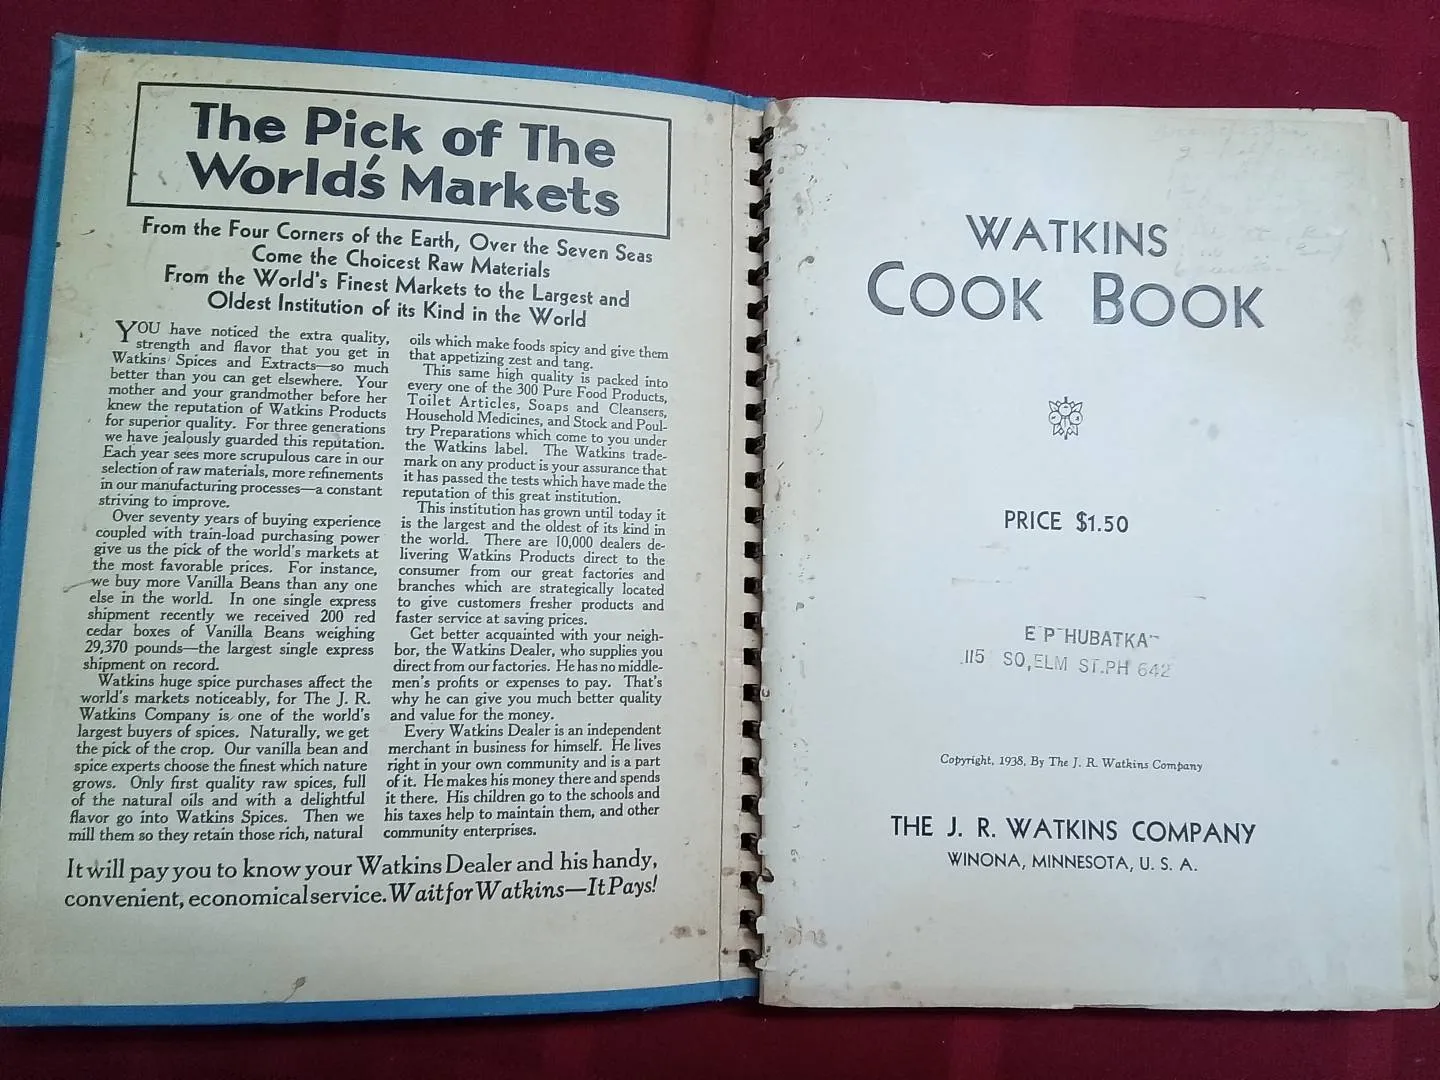 The Pick of The
World's Markets
From the Four Corners of the Earth, Over the Seven Seas
Come the Choicest Raw Materials
From the World's Finest Markets to the Largest and
Oldest Institution of its Kind in the World
YOU have noticed the extra quality,
strength and flavor that you get in
Watkins Spices and Extracts—so much
better than you can get elsewhere. Your
mother and your grandmother before her
knew the reputation of Watkins Products
for superior quality. For three generations
we have jealously guarded this reputation.
Each year sees more scrupulous care in our
selection of raw materials, more refinements
in our manufacturing processes—a constant
striving to improve.
Over seventy years of buying experience
coupled with train-load purchasing power
give us the pick of the world's markets at
the most favorable prices. For instance,
we buy more Vanilla Beans than any one
else in the world. In one single express
shipment recently we received 200 red
cedar boxes of Vanilla Beans weighing
29,370 pounds—the largest single express
shipment on record.
Watkins huge spice purchases affect the
world's markets noticeably, for The J. R.
Watkins Company is one of the world's
largest buyers of spices. Naturally, we get
the pick of the crop. Our vanilla bean and
spice experts choose the finest which nature
grows. Only first quality raw spices, full
of the natural oils and with a delightful
flavor go into Watkins Spices. Then we
mill them so they retain those rich, natural
oils which make foods spicy and give them
that appetizing zest and tang.
This same high quality is packed into
every one of the 300 Pure Food Products,
Toilet Articles, Soaps and Cleansers,
Household Medicines, and Stock and Poul-
try Preparations which come to you under
the Watkins label. The Watkins trade-
mark on any product is your assurance that
it has passed the tests which have made the
reputation of this great institution.
This institution has grown until today it
is the largest and the oldest of its kind in
the world. There are 10,000 dealers de-
livering Watkins Products direct to the
consumer from our great factories and
branches which are strategically located
to give customers fresher products and
faster service at saving prices.
Get better acquainted with your neigh-
bor, the Watkins Dealer, who supplies you
direct from our factories. He has no middle-
men's profits or expenses to pay. That's
why he can give you much better quality
and value for the money.
Every Watkins Dealer is an independent
merchant in business for himself. He lives
right in your own community and is a part
of it. He makes his money there and spends
it there. His children go to the schools and
his taxes help to maintain them, and other
community enterprises.
It will pay you to know your Watkins Dealer and his handy,
convenient, economical service. Wait for Watkins—It Pays!
WATKINS
COOK BOOK
PRICE $1.50
E P HUBATKA
115 SO, ELM ST. PH 642
Copyright, 1938, By The J. R. Watkins Company
THE J. R. WATKINS COMPANY
WINONA, MINNESOTA, U. S. A.